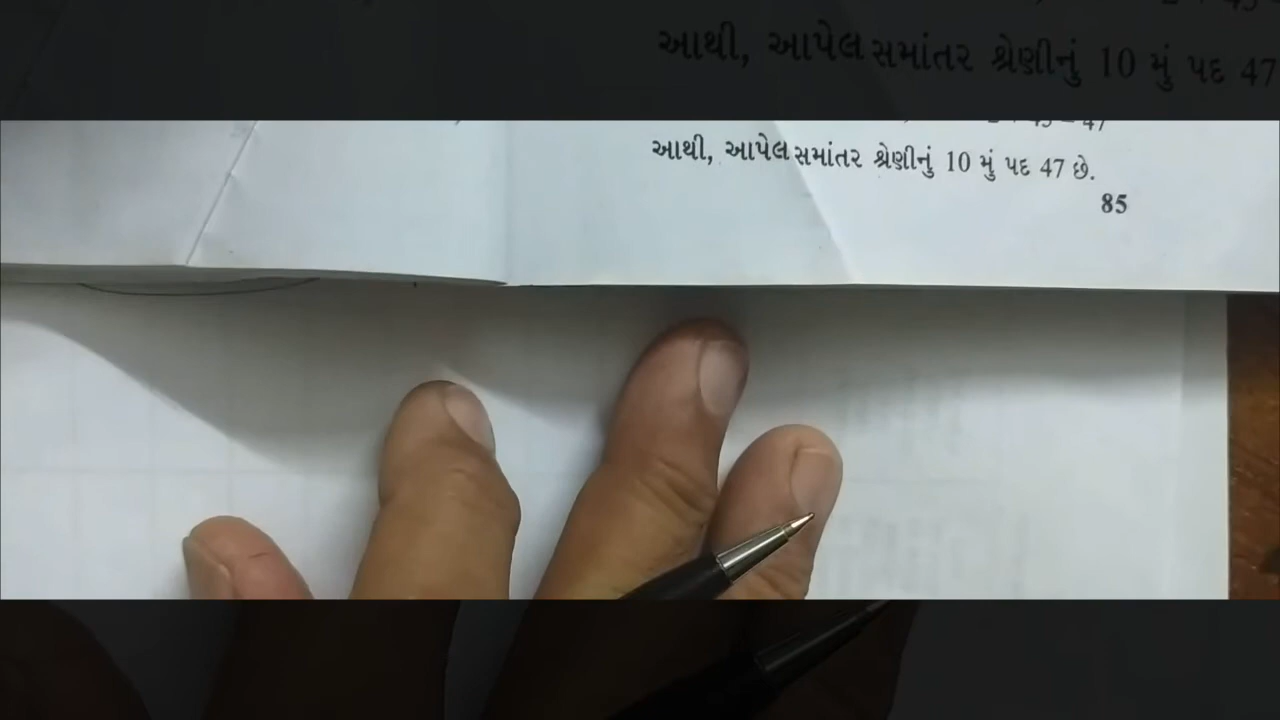 આથી, આપેલ સમાંતર શ્રેણીનું 10 મું પદ 47
આથી, આપેલ સમાંતર શ્રેણીનું 10 મું પદ 47 છે.
85